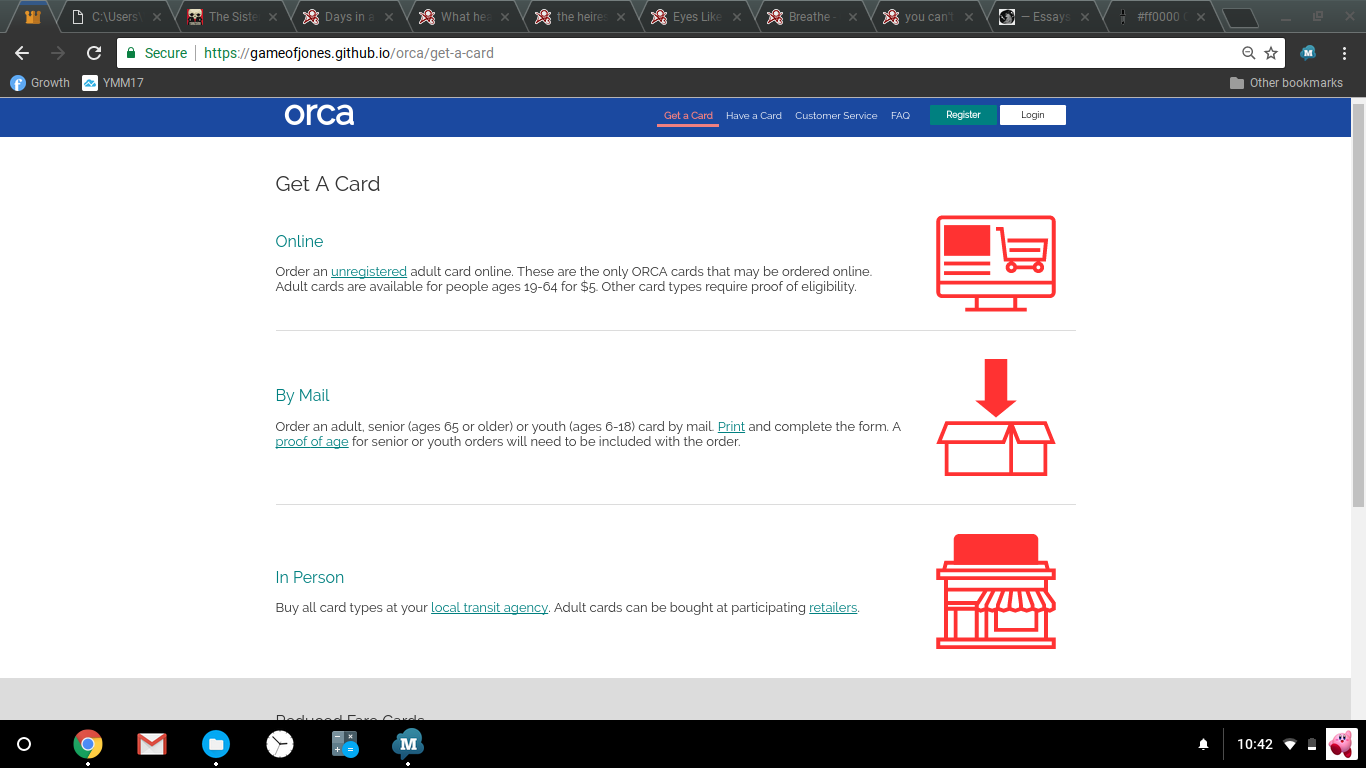 C:\Users\
The Siste
Days in a
What hea
the heires
Eyes Like
Breathe -
you can't
— Essays
#ff0000
Secure https://gameofjones.github.io/orca/get-a-card
Growth YMM17 Other bookmarks
orca Get a Card Have a Card Customer Service FAQ Register Login
Get A Card
Online
Order an unregistered adult card online. These are the only ORCA cards that may be ordered online.
Adult cards are available for people ages 19-64 for $5. Other card types require proof of eligibility.
By Mail
Order an adult, senior (ages 65 or older) or youth (ages 6-18) card by mail. Print and complete the form. A
proof of age for senior or youth orders will need to be included with the order.
In Person
Buy all card types at your local transit agency. Adult cards can be bought at participating retailers.
Reduced Fare Cards
M 10:42